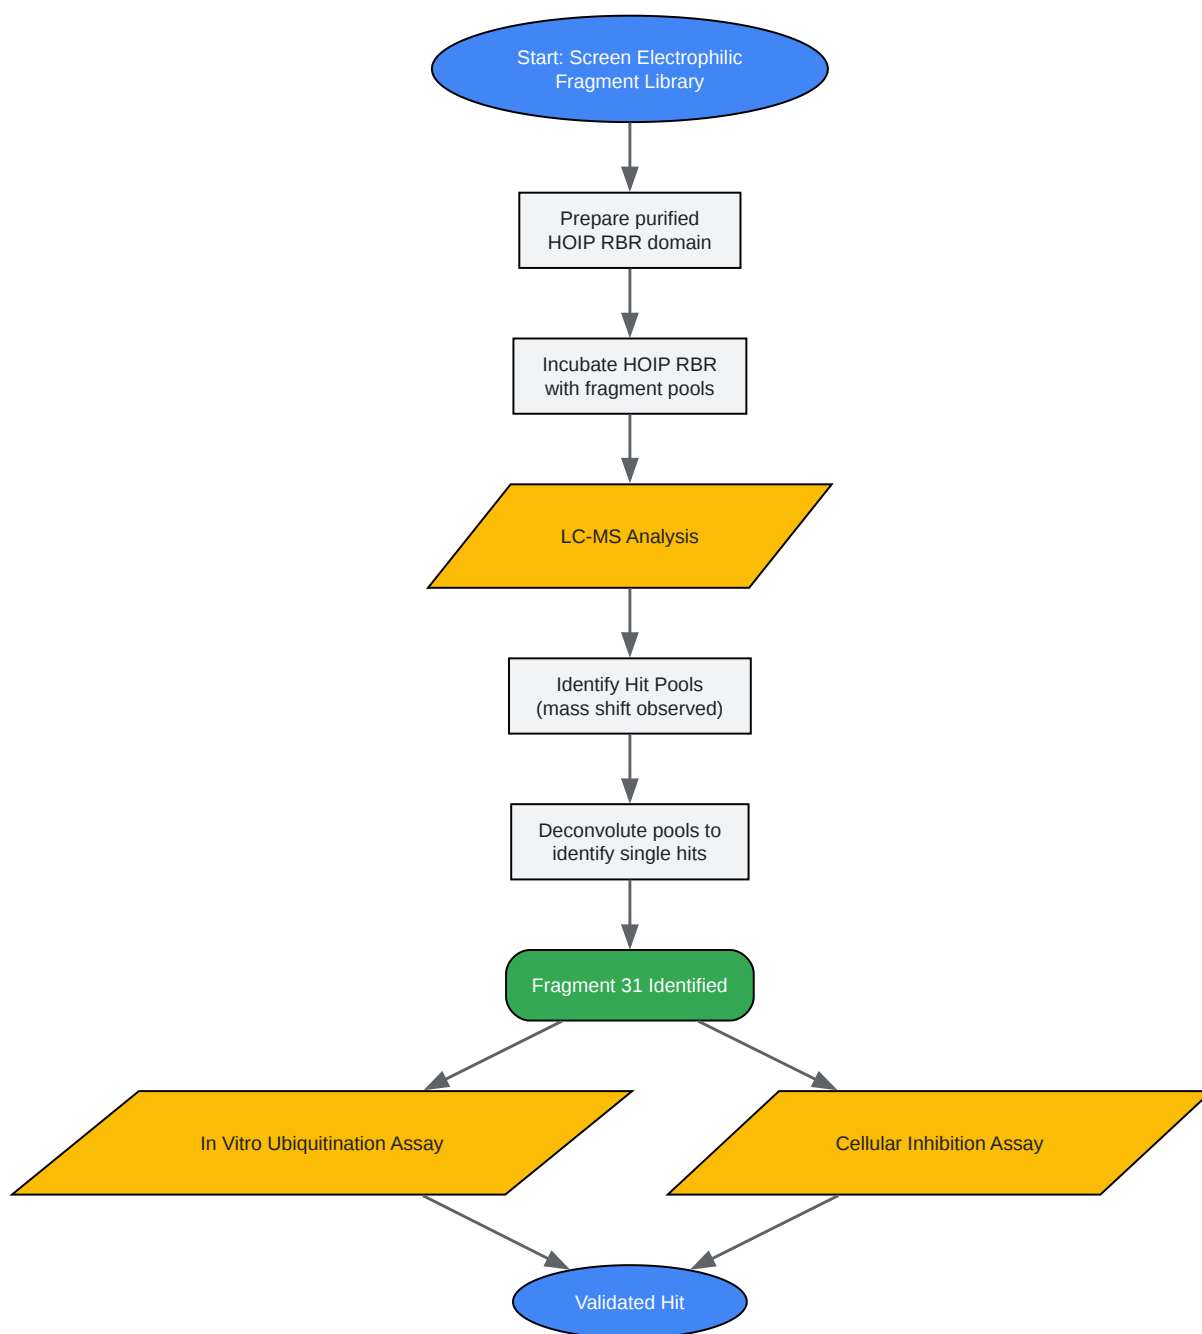 Start: Screen Electrophilic
Fragment Library
Prepare purified
HOIP RBR domain
Incubate HOIP RBR
with fragment pools
LC-MS Analysis
Identify Hit Pools
(mass shift observed)
Deconvolute pools to
identify single hits
Fragment 31 Identified
In Vitro Ubiquitination Assay
Cellular Inhibition Assay
Validated Hit